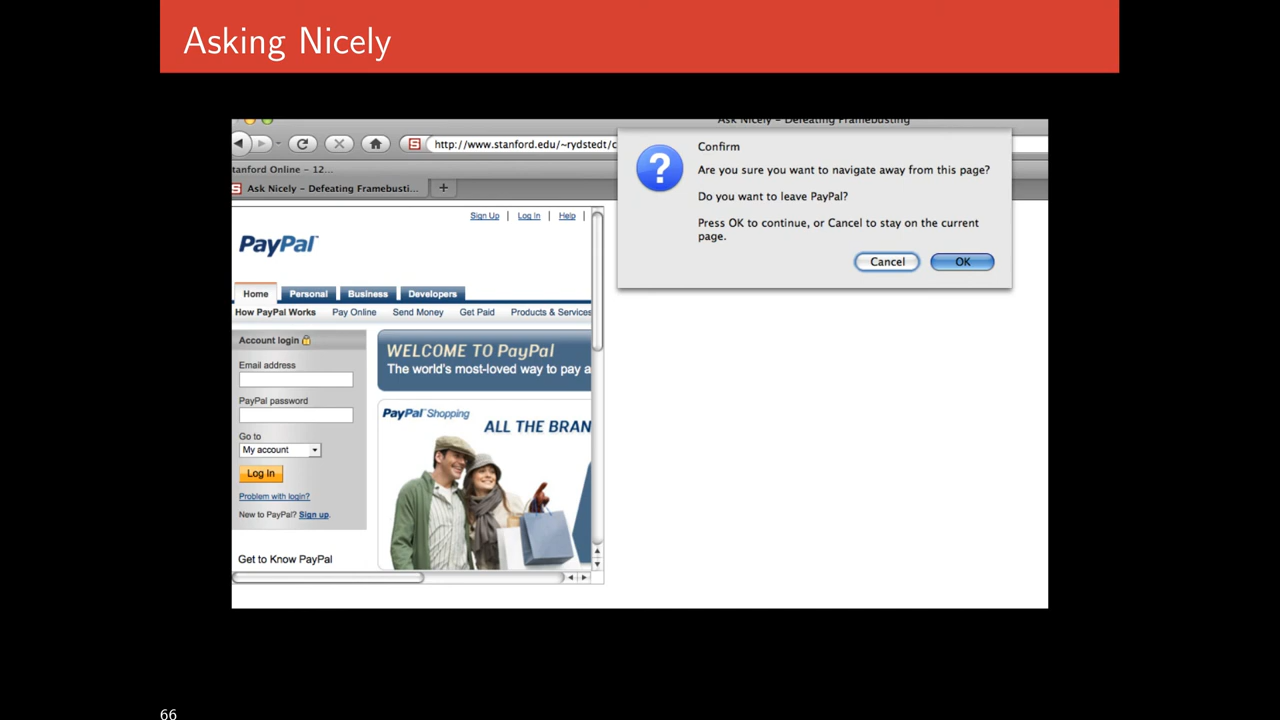 Asking Nicely
Ask Nicely – Defeating Framebusting
http://www.stanford.edu/~rydstedt/c
tanford Online – 12...
Ask Nicely – Defeating Framebusti...
Confirm
Are you sure you want to navigate away from this page?
Do you want to leave PayPal?
Press OK to continue, or Cancel to stay on the current
page.
Cancel OK
Sign Up | Log In | Help |
PayPal™
Home Personal Business Developers
How PayPal Works Pay Online Send Money Get Paid Products & Services
Account login
Email address
PayPal password
Go to
My account
Log In
Problem with login?
New to PayPal? Sign up.
Get to Know PayPal
WELCOME TO PayPal
The world's most-loved way to pay a
PayPal Shopping
ALL THE BRAN
66